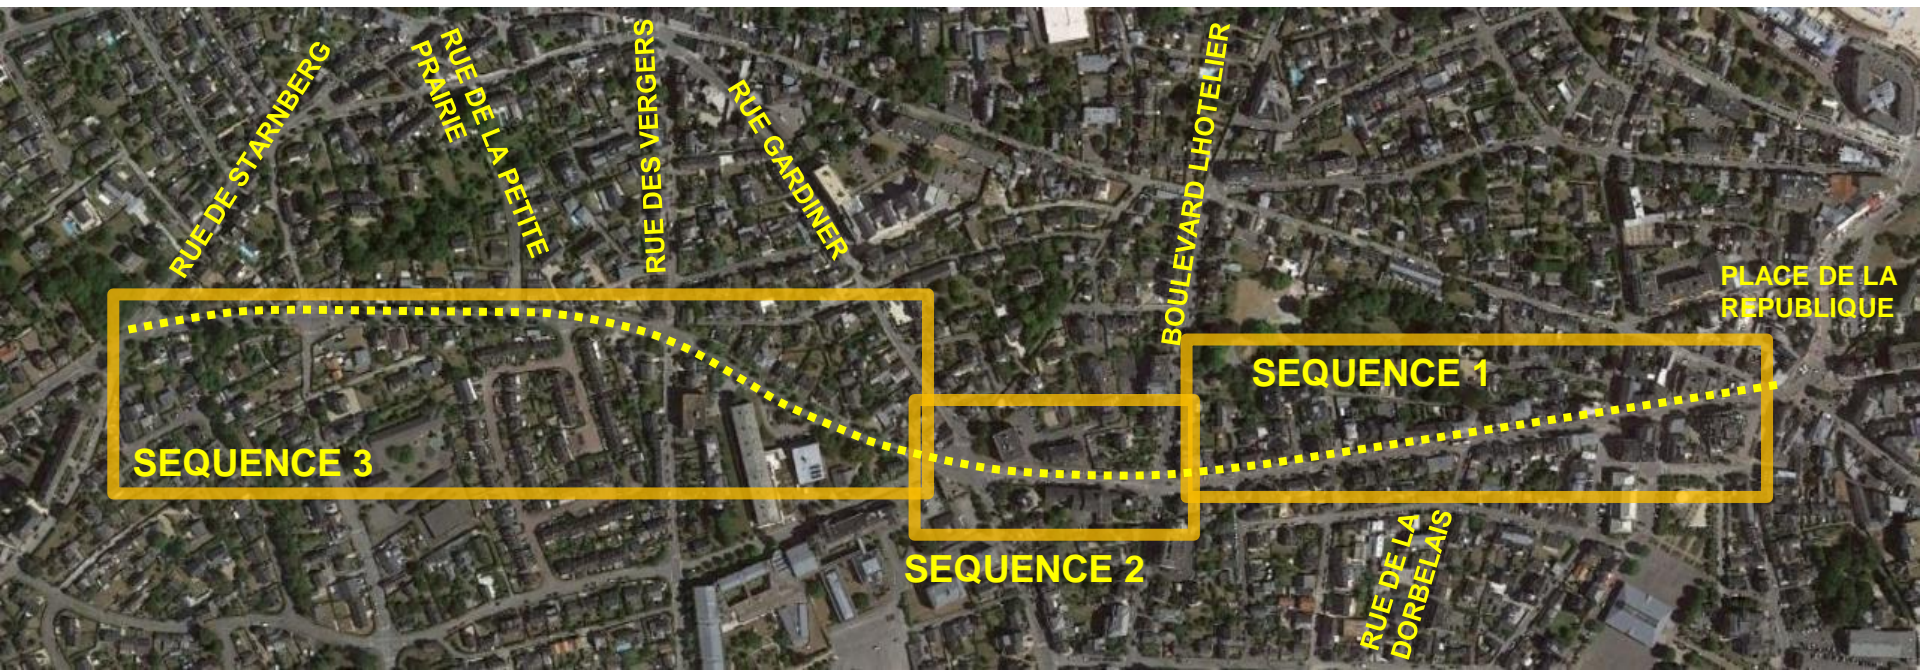 RUE DE STARNBERG
RUE DE LA PETITE
PRAIRIE
RUE DES VERGERS
RUE GARDINER
BOULEVARD LHOTELIER
PLACE DE LA
REPUBLIQUE
SEQUENCE 1
SEQUENCE 3
SEQUENCE 2
RUE DE LA
DORBELAIS